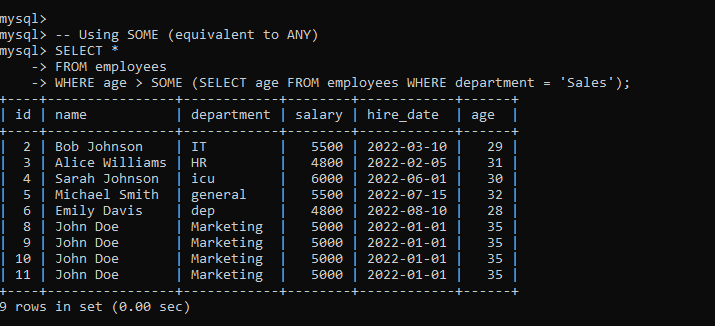 mysql>
mysql> -- Using SOME (equivalent to ANY)
mysql> SELECT *
    -> FROM employees
    -> WHERE age > SOME (SELECT age FROM employees WHERE department = 'Sales');
+----+----------------+------------+--------+------------+------+
| id | name           | department | salary | hire_date  | age  |
+----+----------------+------------+--------+------------+------+
|  2 | Bob Johnson    | IT         |   5500 | 2022-03-10 |   29 |
|  3 | Alice Williams | HR         |   4800 | 2022-02-05 |   31 |
|  4 | Sarah Johnson  | icu        |   6000 | 2022-06-01 |   30 |
|  5 | Michael Smith  | general    |   5500 | 2022-07-15 |   32 |
|  6 | Emily Davis    | dep        |   4800 | 2022-08-10 |   28 |
|  8 | John Doe       | Marketing  |   5000 | 2022-01-01 |   35 |
|  9 | John Doe       | Marketing  |   5000 | 2022-01-01 |   35 |
| 10 | John Doe       | Marketing  |   5000 | 2022-01-01 |   35 |
| 11 | John Doe       | Marketing  |   5000 | 2022-01-01 |   35 |
+----+----------------+------------+--------+------------+------+
9 rows in set (0.00 sec)